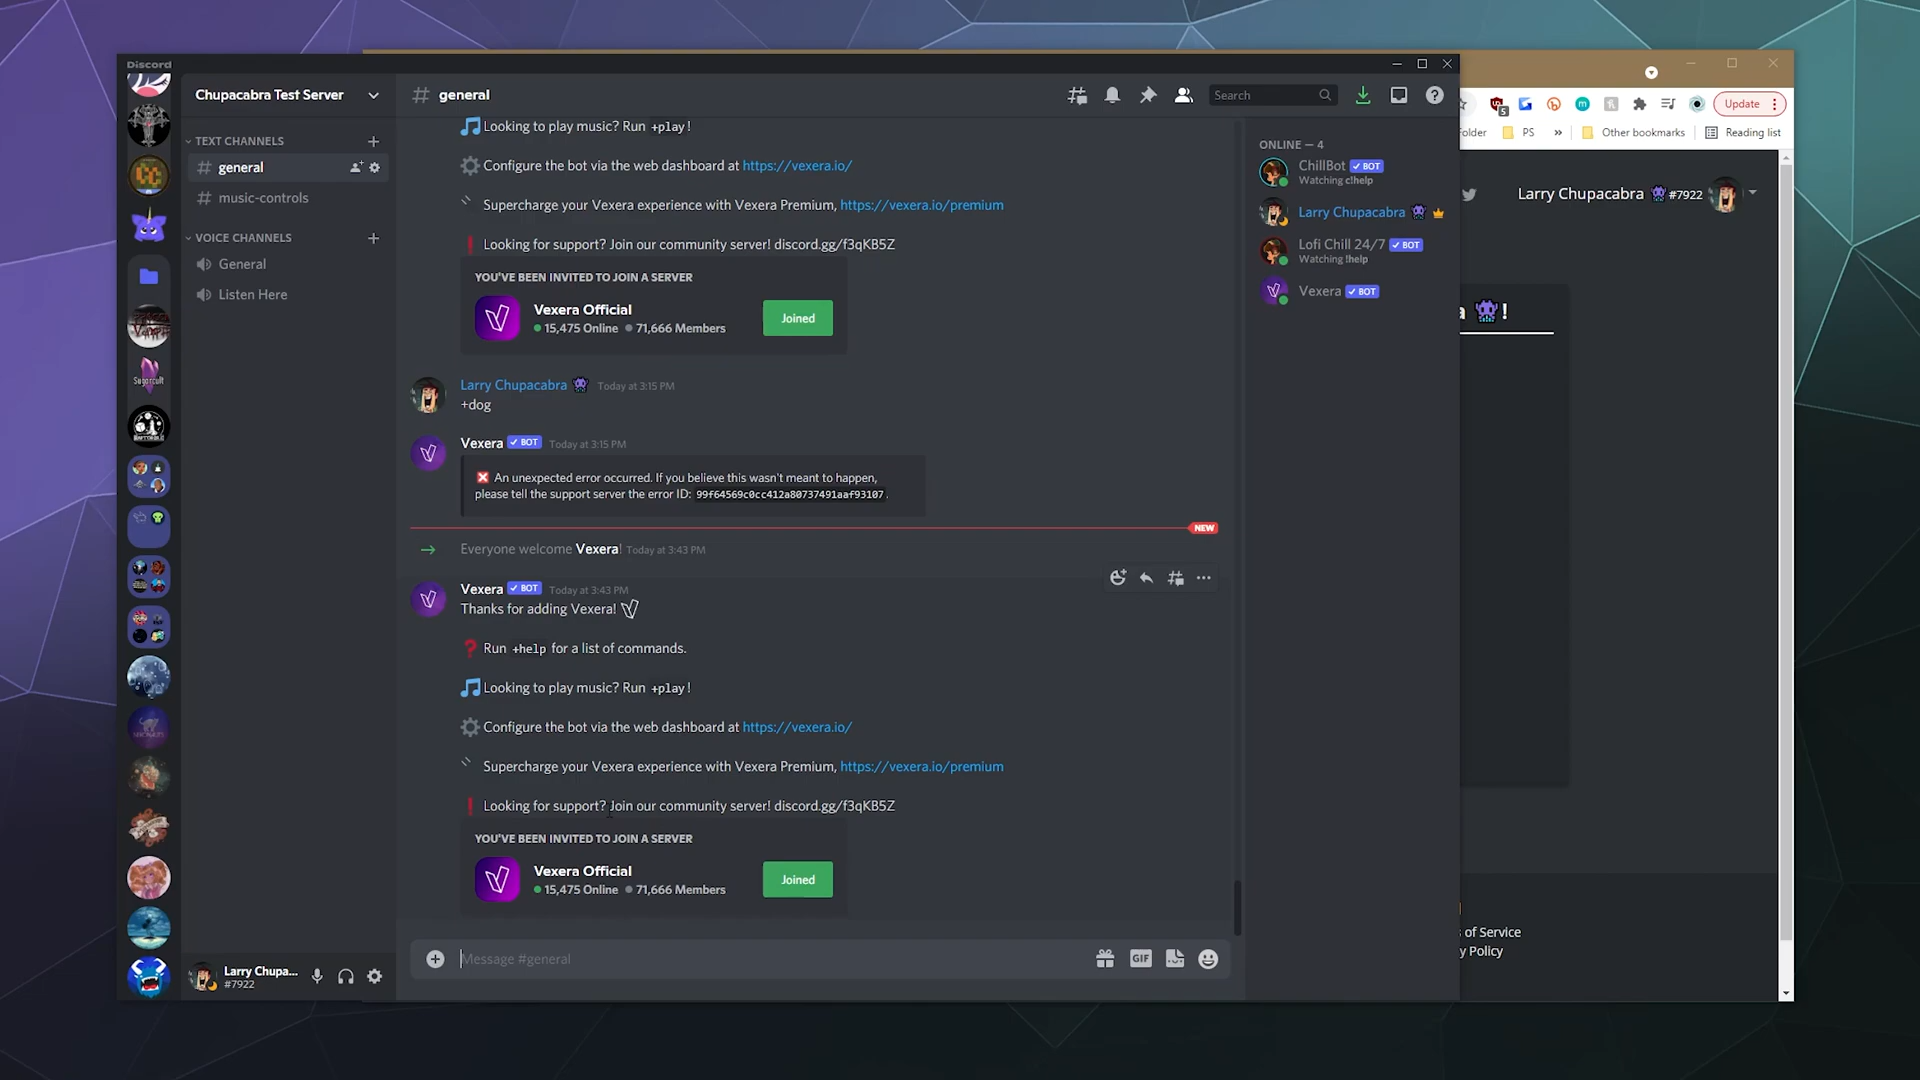 Discord
Chupacabra Test Server
TEXT CHANNELS
general
music-controls
VOICE CHANNELS
General
Listen Here
Larry Chupa...
#7922
general
Search
Looking to play music? Run +play!
Configure the bot via the web dashboard at https://vexera.io/
Supercharge your Vexera experience with Vexera Premium, https://vexera.io/premium
Looking for support? Join our community server! discord.gg/f3qKB5Z
YOU'VE BEEN INVITED TO JOIN A SERVER
Vexera Official
15,475 Online 71,666 Members
Joined
Larry Chupacabra Today at 3:15 PM
+dog
Vexera BOT Today at 3:15 PM
An unexpected error occurred. If you believe this wasn't meant to happen,
please tell the support server the error ID: 99f64569c0cc412a80737491aaf93107.
NEW
Everyone welcome Vexera! Today at 3:43 PM
Vexera BOT Today at 3:43 PM
Thanks for adding Vexera!
Run +help for a list of commands.
Looking to play music? Run +play!
Configure the bot via the web dashboard at https://vexera.io/
Supercharge your Vexera experience with Vexera Premium, https://vexera.io/premium
Looking for support? Join our community server! discord.gg/f3qKB5Z
YOU'VE BEEN INVITED TO JOIN A SERVER
Vexera Official
15,475 Online 71,666 Members
Joined
Message #general
GIF
ONLINE — 4
ChillBot BOT
Watching c!help
Larry Chupacabra
Lofi Chill 24/7 BOT
Watching !help
Vexera BOT
5
Update
older
PS
»
Other bookmarks
Reading list
Larry Chupacabra #7922
a !
s of Service
y Policy
Sugarcult